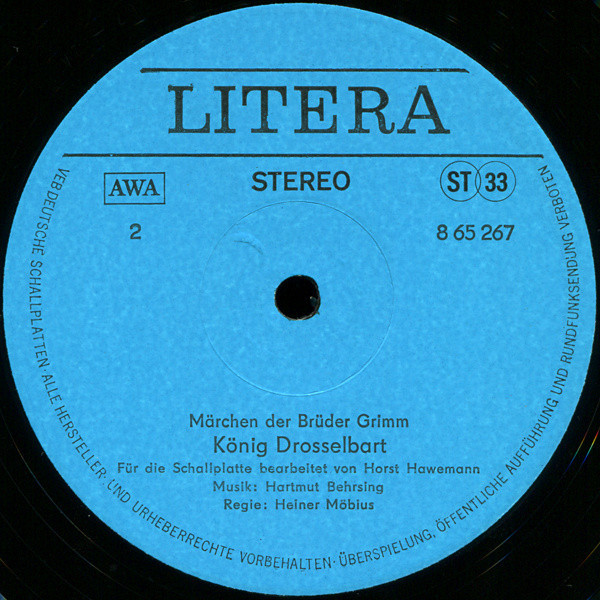 LITERA
AWA
STEREO
ST 33
2
8 65 267
Märchen der Brüder Grimm
König Drosselbart
Für die Schallplatte bearbeitet von Horst Hawemann
Musik: Hartmut Behrsing
Regie: Heiner Möbius
VEB DEUTSCHE SCHALLPLATTEN · ALLE HERSTELLER- UND URHEBERRECHTE VORBEHALTEN · ÜBERSPIELUNG, ÖFFENTLICHE AUFFÜHRUNG UND RUNDFUNKSENDUNG VERBOTEN